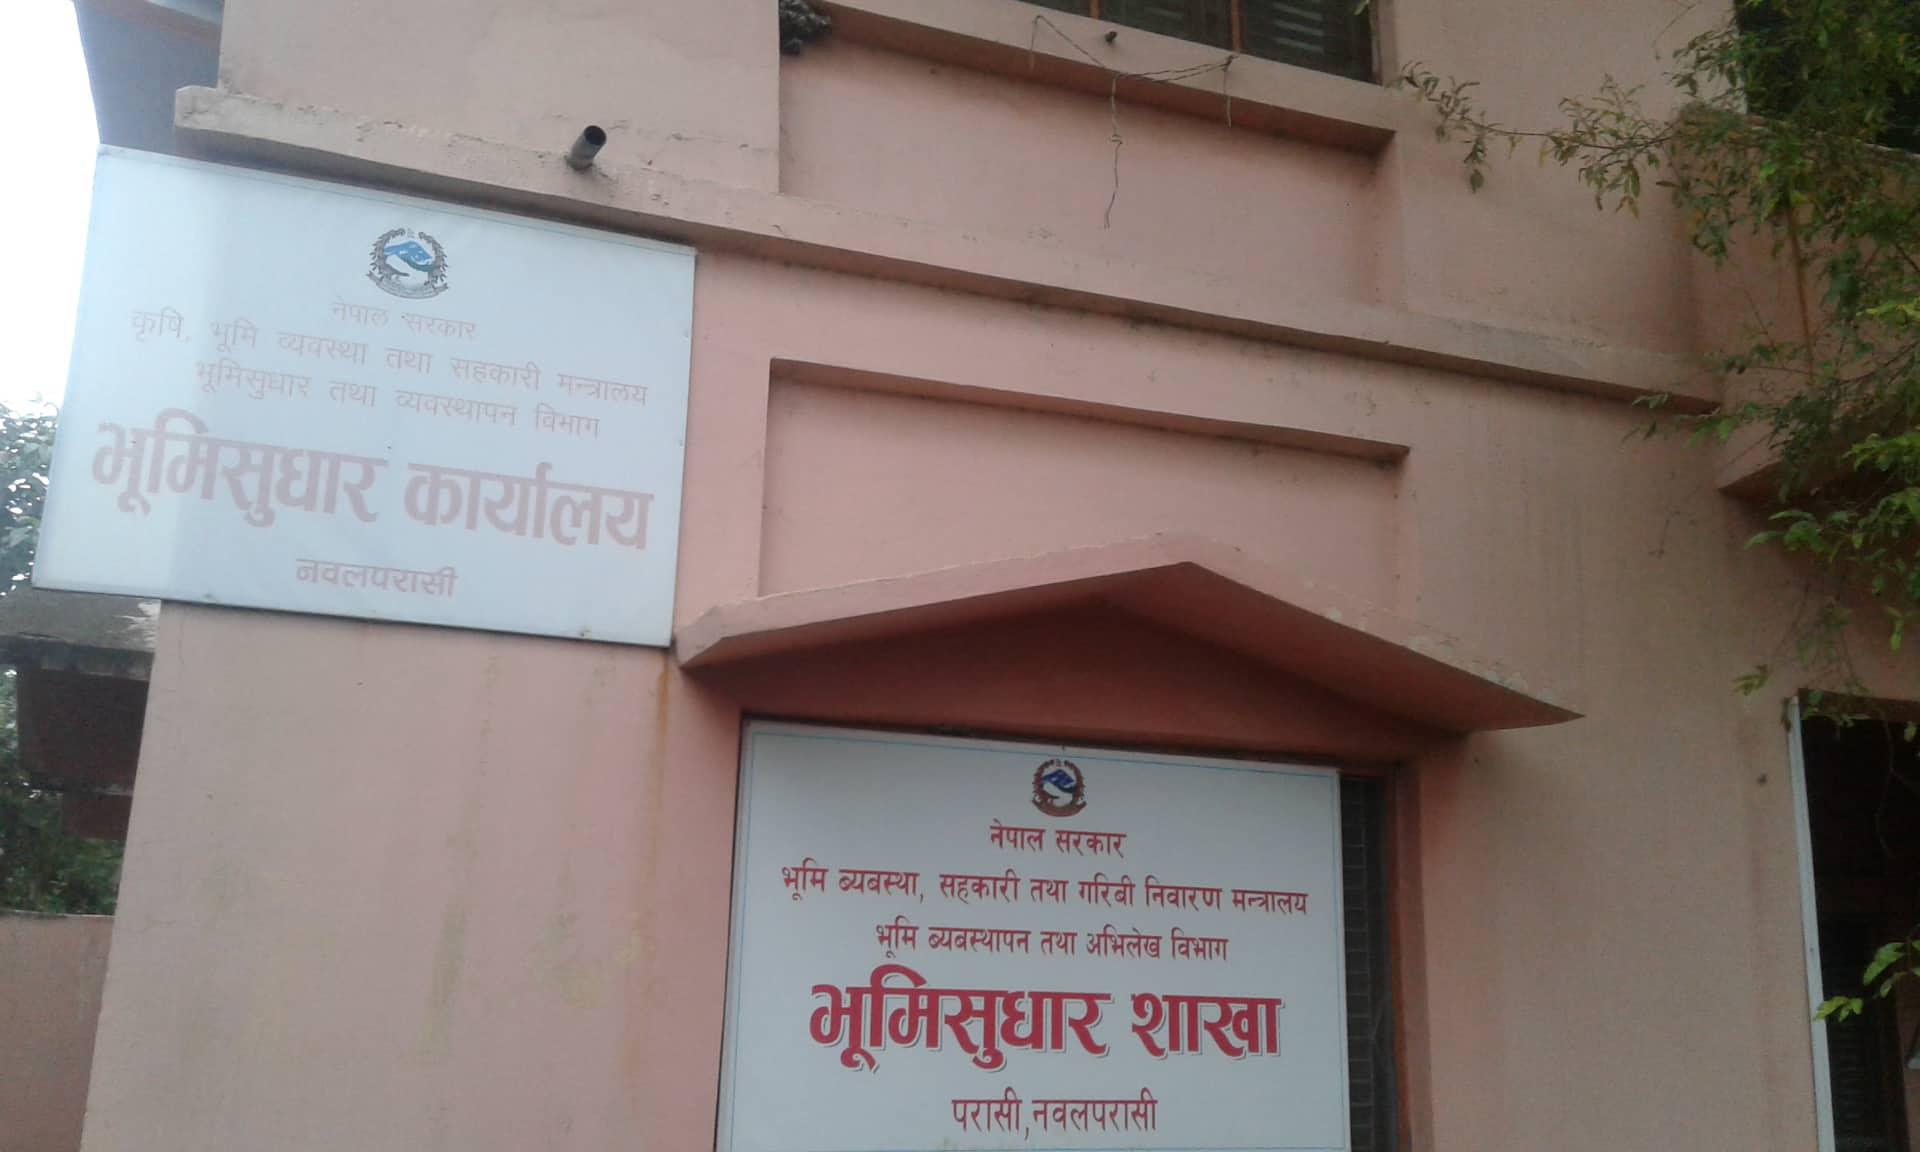 नेपाल सरकार
कृषि, भूमि व्यवस्था तथा सहकारी मन्त्रालय
भूमिसुधार तथा व्यवस्थापन विभाग
भूमिसुधार कार्यालय
नवलपरासी
नेपाल सरकार
भूमि ब्यबस्था, सहकारी तथा गरिबी निवारण मन्त्रालय
भूमि ब्यबस्थापन तथा अभिलेख विभाग
भूमिसुधार शाखा
परासी,नवलपरासी